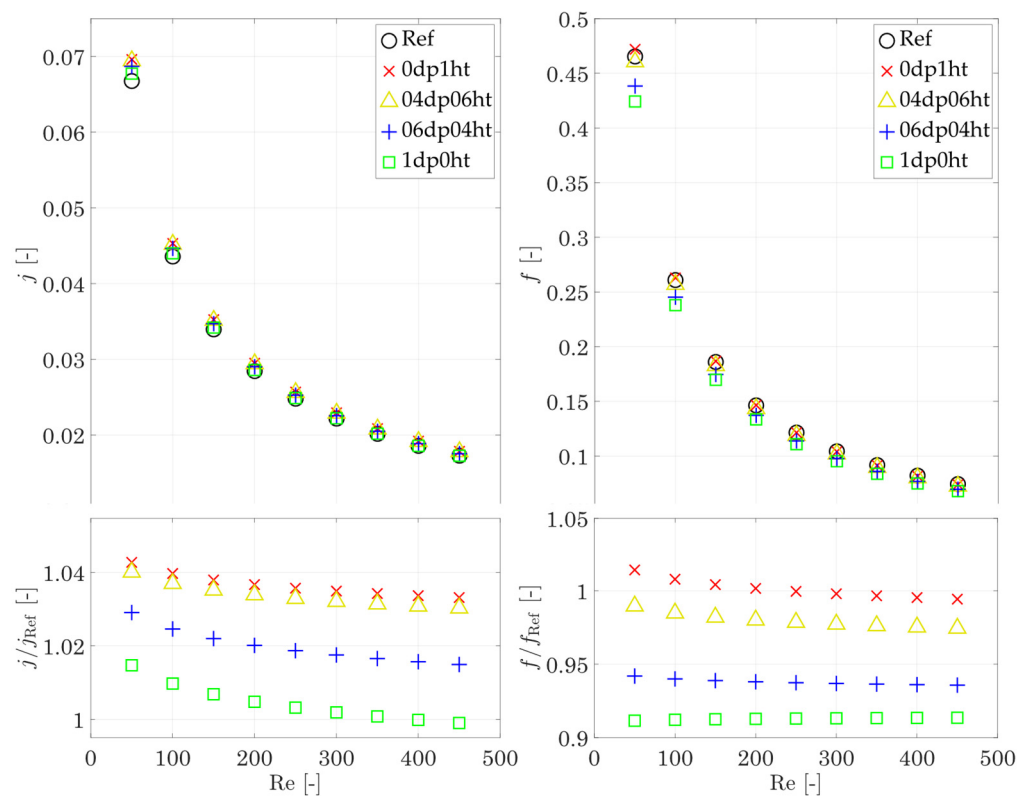 Ref
0dp1ht
04dp06ht
06dp04ht
1dp0ht
0.07
0.06
0.05
0.04
0.03
0.02
j [-]
Ref
0dp1ht
04dp06ht
06dp04ht
1dp0ht
0.5
0.45
0.4
0.35
0.3
0.25
0.2
0.15
0.1
f [-]
1.04
1.02
1
j/jRef [-]
0 100 200 300 400 500
Re [-]
1.05
1
0.95
0.9
f/fRef [-]
0 100 200 300 400 500
Re [-]